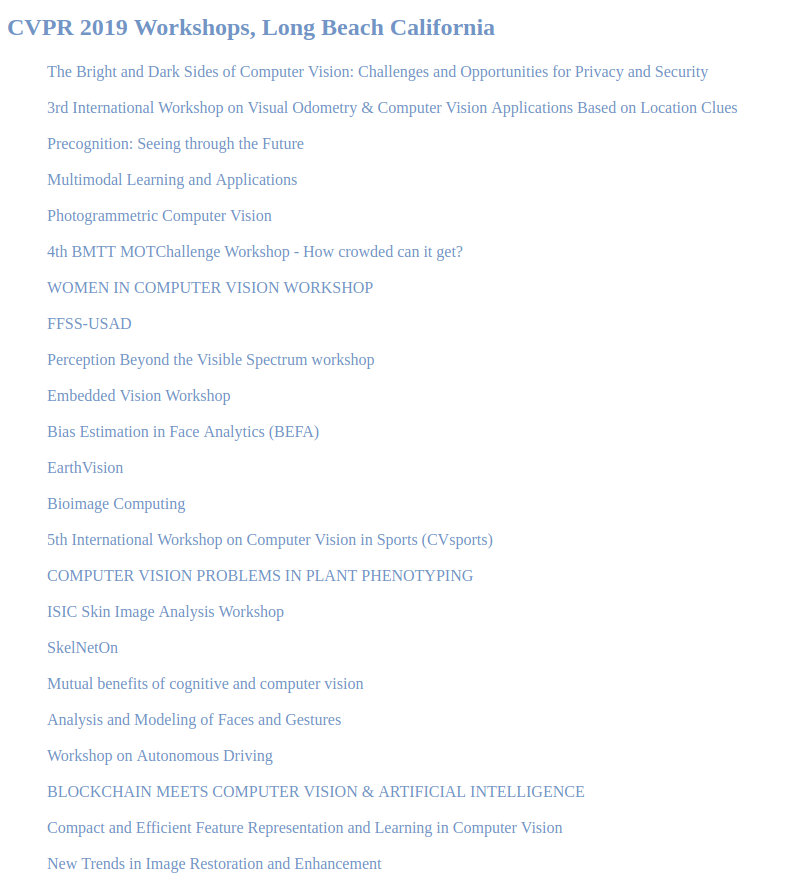 CVPR 2019 Workshops, Long Beach California
The Bright and Dark Sides of Computer Vision: Challenges and Opportunities for Privacy and Security
3rd International Workshop on Visual Odometry & Computer Vision Applications Based on Location Clues
Precognition: Seeing through the Future
Multimodal Learning and Applications
Photogrammetric Computer Vision
4th BMTT MOTChallenge Workshop - How crowded can it get?
WOMEN IN COMPUTER VISION WORKSHOP
FFSS-USAD
Perception Beyond the Visible Spectrum workshop
Embedded Vision Workshop
Bias Estimation in Face Analytics (BEFA)
EarthVision
Bioimage Computing
5th International Workshop on Computer Vision in Sports (CVsports)
COMPUTER VISION PROBLEMS IN PLANT PHENOTYPING
ISIC Skin Image Analysis Workshop
SkelNetOn
Mutual benefits of cognitive and computer vision
Analysis and Modeling of Faces and Gestures
Workshop on Autonomous Driving
BLOCKCHAIN MEETS COMPUTER VISION & ARTIFICIAL INTELLIGENCE
Compact and Efficient Feature Representation and Learning in Computer Vision
New Trends in Image Restoration and Enhancement